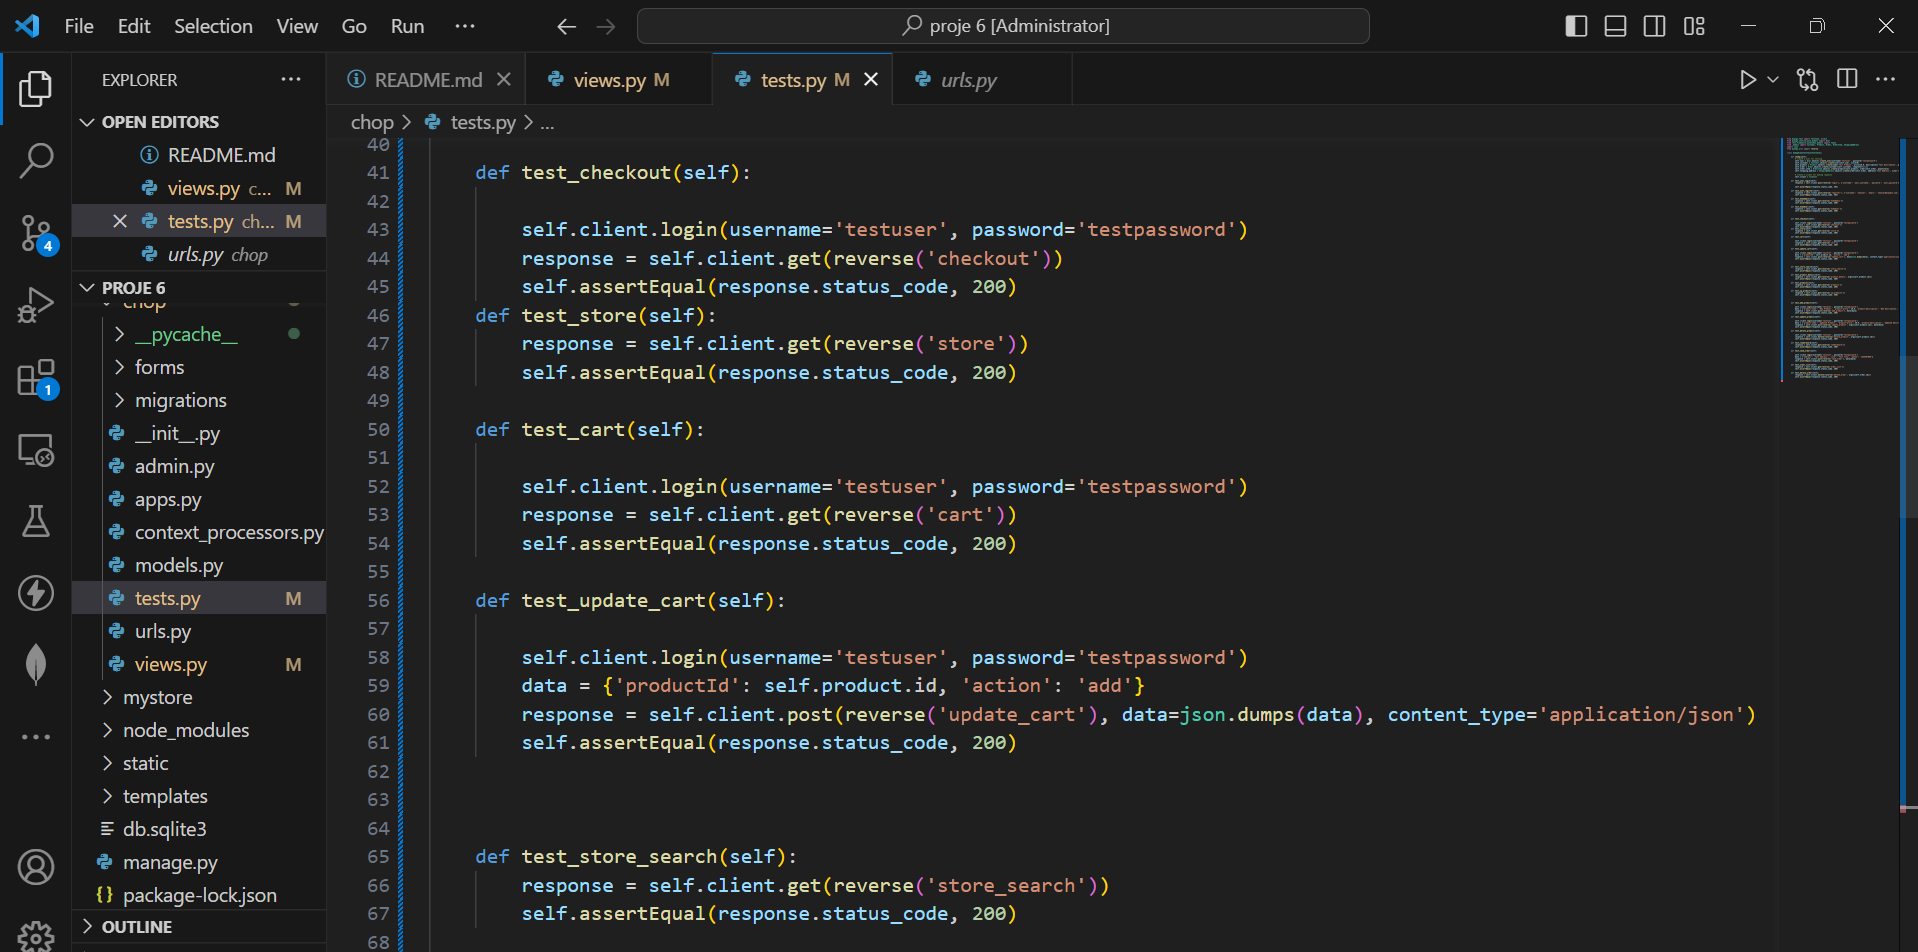 File Edit Selection View Go Run ···
proje 6 [Administrator]
EXPLORER ···
OPEN EDITORS
README.md
views.py c... M
tests.py ch... M
urls.py chop
PROJE 6
chop
__pycache__
forms
migrations
__init__.py
admin.py
apps.py
context_processors.py
models.py
tests.py M
urls.py
views.py M
mystore
node_modules
static
templates
db.sqlite3
manage.py
package-lock.json
OUTLINE
4
1
README.md views.py M tests.py M urls.py
chop > tests.py > ...
40
41 def test_checkout(self):
42
43 self.client.login(username='testuser', password='testpassword')
44 response = self.client.get(reverse('checkout'))
45 self.assertEqual(response.status_code, 200)
46 def test_store(self):
47 response = self.client.get(reverse('store'))
48 self.assertEqual(response.status_code, 200)
49
50 def test_cart(self):
51
52 self.client.login(username='testuser', password='testpassword')
53 response = self.client.get(reverse('cart'))
54 self.assertEqual(response.status_code, 200)
55
56 def test_update_cart(self):
57
58 self.client.login(username='testuser', password='testpassword')
59 data = {'productId': self.product.id, 'action': 'add'}
60 response = self.client.post(reverse('update_cart'), data=json.dumps(data), content_type='application/json')
61 self.assertEqual(response.status_code, 200)
62
63
64
65 def test_store_search(self):
66 response = self.client.get(reverse('store_search'))
67 self.assertEqual(response.status_code, 200)
68